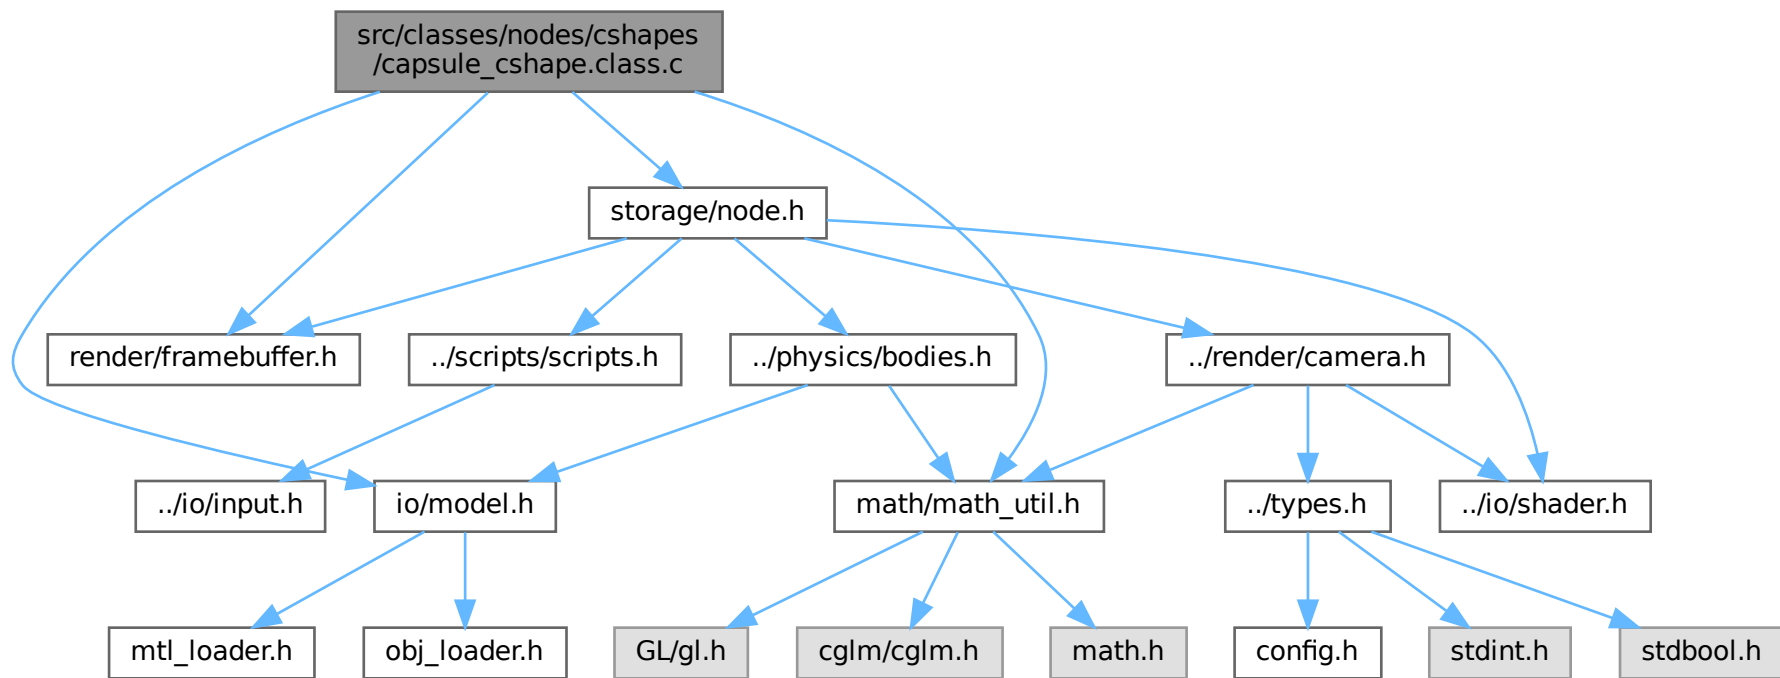 src/classes/nodes/cshapes
/capsule_cshape.class.c
storage/node.h
render/framebuffer.h
../scripts/scripts.h
../physics/bodies.h
../render/camera.h
../io/input.h
io/model.h
math/math_util.h
../types.h
../io/shader.h
mtl_loader.h
obj_loader.h
GL/gl.h
cglm/cglm.h
math.h
config.h
stdint.h
stdbool.h